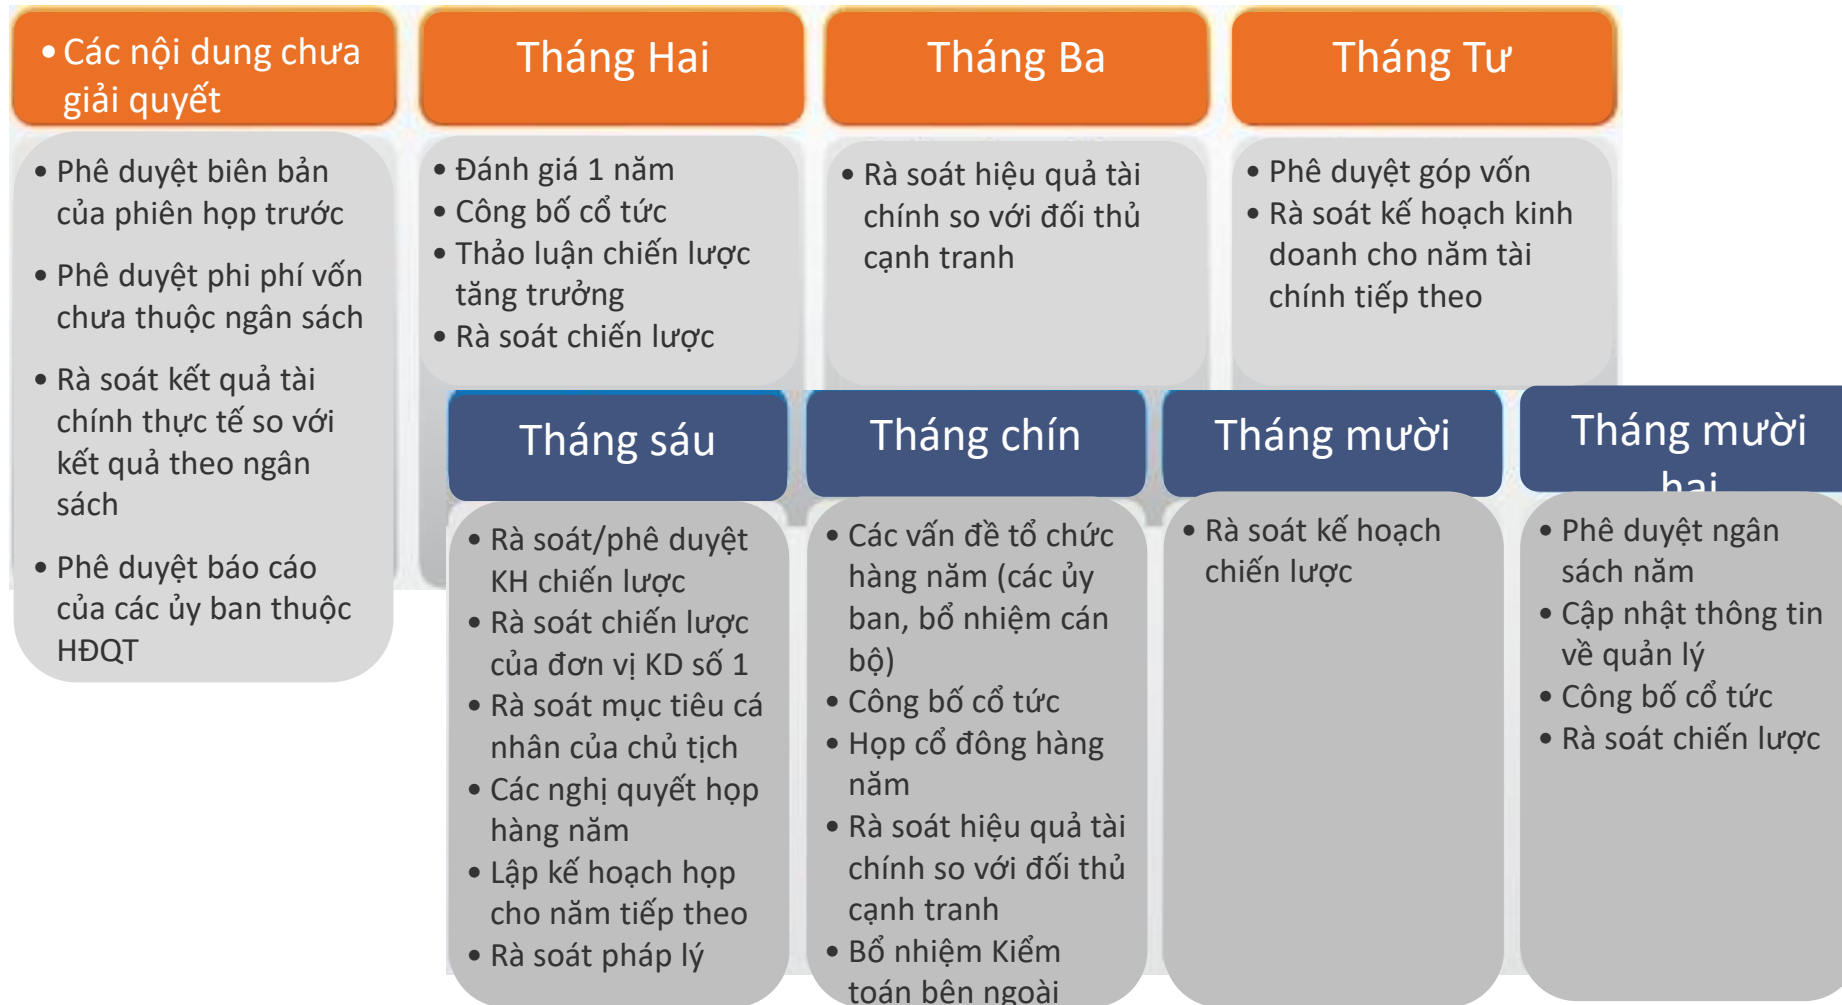 • Các nội dung chưa
giải quyết
• Phê duyệt biên bản
của phiên họp trước
• Phê duyệt phi phí vốn
chưa thuộc ngân sách
• Rà soát kết quả tài
chính thực tế so với
kết quả theo ngân
sách
• Phê duyệt báo cáo
của các ủy ban thuộc
HĐQT
Tháng Hai
• Đánh giá 1 năm
• Công bố cổ tức
• Thảo luận chiến lược
tăng trưởng
• Rà soát chiến lược
Tháng Ba
• Rà soát hiệu quả tài
chính so với đối thủ
cạnh tranh
Tháng Tư
• Phê duyệt góp vốn
• Rà soát kế hoạch kinh
doanh cho năm tài
chính tiếp theo
Tháng sáu
• Rà soát/phê duyệt
KH chiến lược
• Rà soát chiến lược
của đơn vị KD số 1
• Rà soát mục tiêu cá
nhân của chủ tịch
• Các nghị quyết họp
hàng năm
• Lập kế hoạch họp
cho năm tiếp theo
• Rà soát pháp lý
Tháng chín
• Các vấn đề tổ chức
hàng năm (các ủy
ban, bổ nhiệm cán
bộ)
• Công bố cổ tức
• Họp cổ đông hàng
năm
• Rà soát hiệu quả tài
chính so với đối thủ
cạnh tranh
• Bổ nhiệm Kiểm
toán bên ngoài
Tháng mười
• Rà soát kế hoạch
chiến lược
Tháng mười
hai
• Phê duyệt ngân
sách năm
• Cập nhật thông tin
về quản lý
• Công bố cổ tức
• Rà soát chiến lược